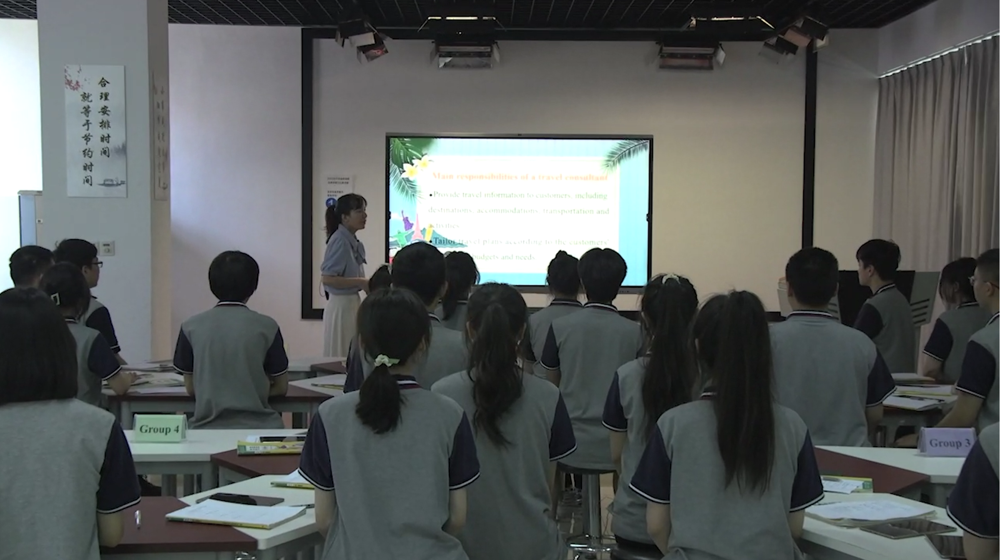 合理安排时间
就等于节约时间
Main responsibilities of a travel consultant
•Provide travel information to customers, including
destinations, accommodations, transportation and
activities
•Tailor travel plans according to the customers'
budgets and needs
Group 4
Group 3